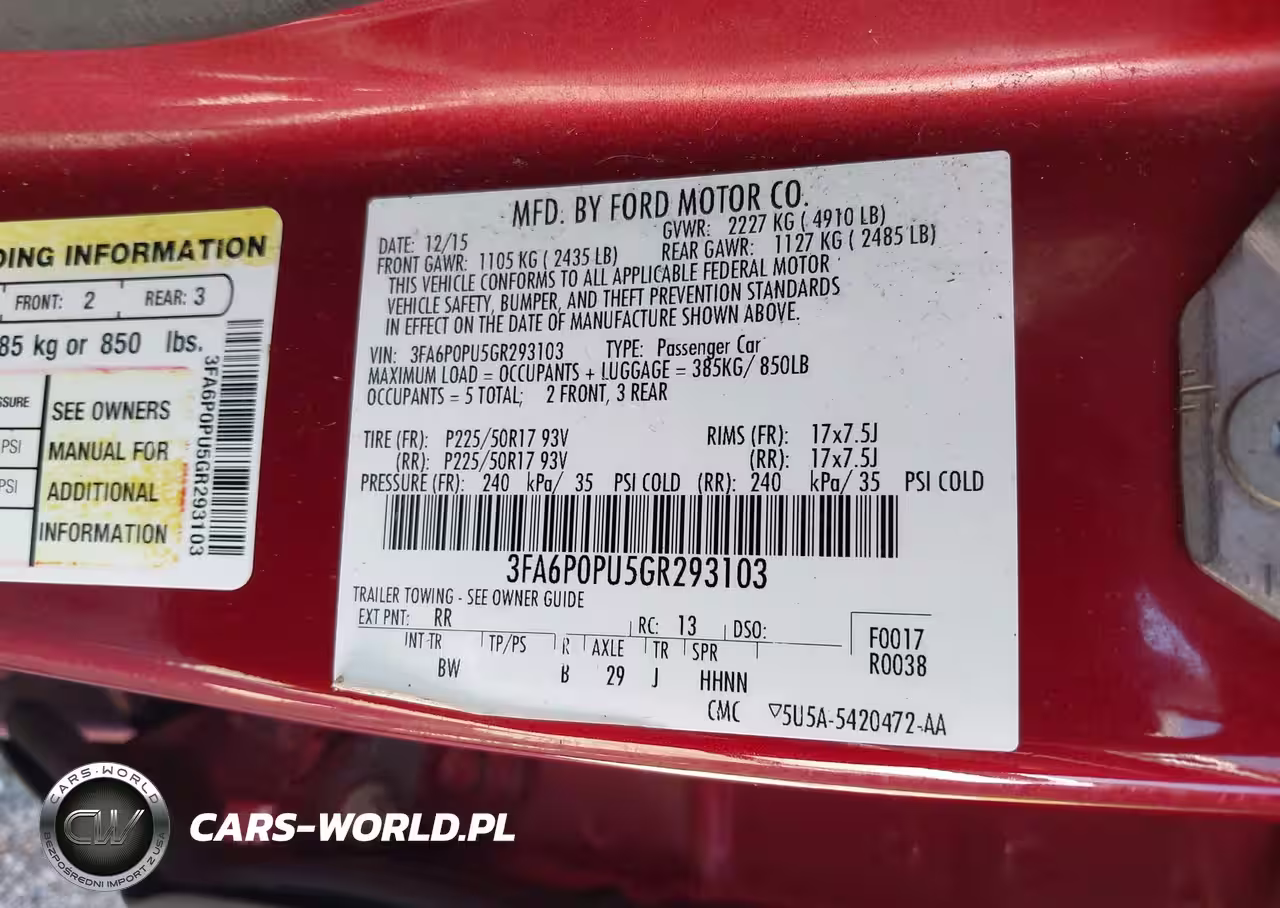 DING INFORMATION
FRONT: 2 REAR: 3
85 kg or 850 lbs.
SSURE
PSI
PSI
SEE OWNERS
MANUAL FOR
ADDITIONAL
INFORMATION
3FA6P0PU5GR293103
MFD. BY FORD MOTOR CO.
DATE: 12/15 GVWR: 2227 KG ( 4910 LB)
FRONT GAWR: 1105 KG ( 2435 LB) REAR GAWR: 1127 KG ( 2485 LB)
THIS VEHICLE CONFORMS TO ALL APPLICABLE FEDERAL MOTOR
VEHICLE SAFETY, BUMPER, AND THEFT PREVENTION STANDARDS
IN EFFECT ON THE DATE OF MANUFACTURE SHOWN ABOVE.
VIN: 3FA6P0PU5GR293103 TYPE: Passenger Car
MAXIMUM LOAD = OCCUPANTS + LUGGAGE = 385KG/ 850LB
OCCUPANTS = 5 TOTAL; 2 FRONT, 3 REAR
TIRE (FR): P225/50R17 93V RIMS (FR): 17x7.5J
(RR): P225/50R17 93V (RR): 17x7.5J
PRESSURE (FR): 240 kPa/ 35 PSI COLD (RR): 240 kPa/ 35 PSI COLD
3FA6P0PU5GR293103
TRAILER TOWING - SEE OWNER GUIDE
EXT PNT: RR RC: 13 DSO:
INT TR TP/PS R AXLE TR SPR
BW B 29 J HHNN
F0017
R0038
CMC ▽5U5A-5420472-AA
CARS-WORLD
CW
BEZPOŚREDNI IMPORT Z USA
CARS-WORLD.PL